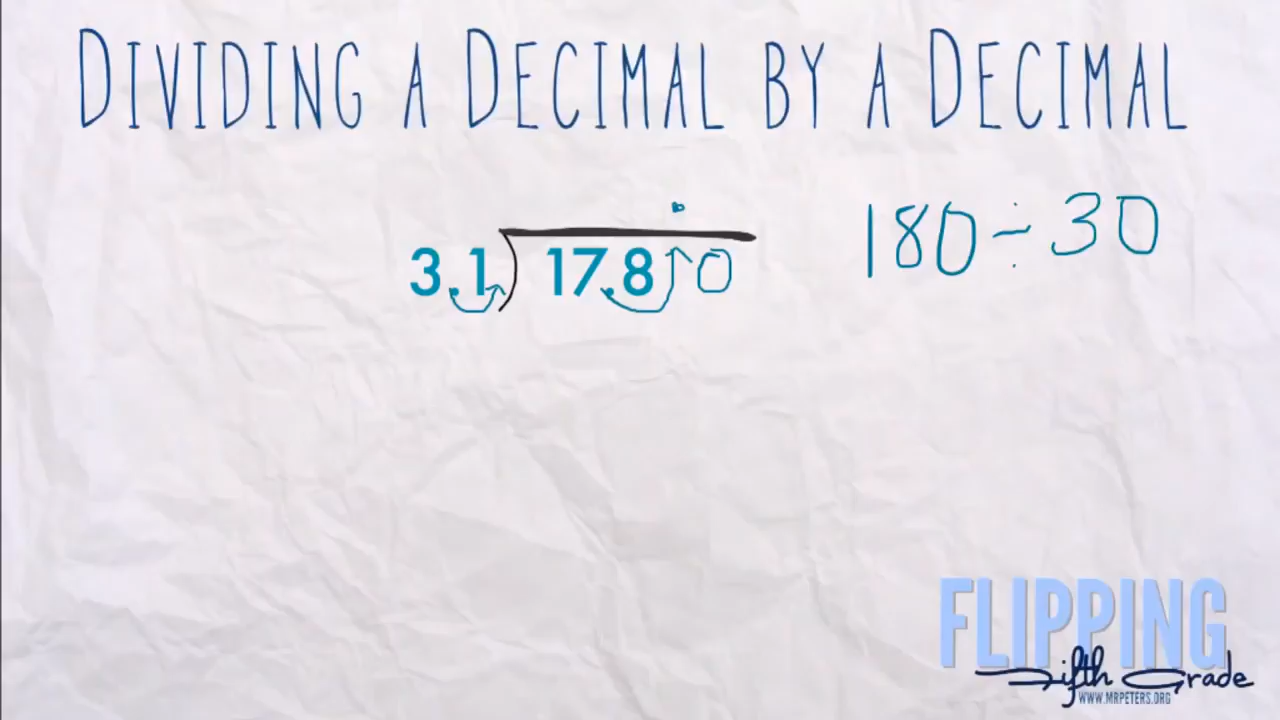 DIVIDING A DECIMAL BY A DECIMAL
3.1 17.8 0
180 ÷ 30
FLIPPING
Fifth Grade
WWW.MRPETERS.ORG